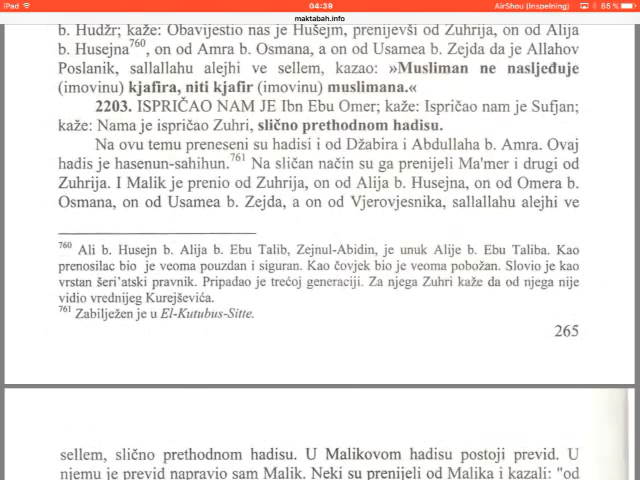 iPad 04:39 AirShou (Inspelning) 65 %
maktabah.info
b. Hudžr; kaže: Obavijestio nas je Hušejm, prenijevši od Zuhrija, on od Alija
b. Husejna760, on od Amra b. Osmana, a on od Usamea b. Zejda da je Allahov
Poslanik, sallallahu alejhi ve sellem, kazao: »Musliman ne nasljeđuje
(imovinu) kjafira, niti kjafir (imovinu) muslimana.«
2203. ISPRIČAO NAM JE Ibn Ebu Omer; kaže: Ispričao nam je Sufjan;
kaže: Nama je ispričao Zuhri, slično prethodnom hadisu.
Na ovu temu preneseni su hadisi i od Džabira i Abdullaha b. Amra. Ovaj
hadis je hasenun-sahihun.761 Na sličan način su ga prenijeli Ma'mer i drugi od
Zuhrija. I Malik je prenio od Zuhrija, on od Alija b. Husejna, on od Omera b.
Osmana, on od Usamea b. Zejda, a on od Vjerovjesnika, sallallahu alejhi ve
760 Ali b. Husejn b. Alija b. Ebu Talib, Zejnul-Abidin, je unuk Alije b. Ebu Taliba. Kao
prenosilac bio je veoma pouzdan i siguran. Kao čovjek bio je veoma pobožan. Slovio je kao
vrstan šeri'atski pravnik. Pripadao je trećoj generaciji. Za njega Zuhri kaže da od njega nije
vidio vrednijeg Kurejševića.
761 Zabilježen je u El-Kutubus-Sitte.
265
sellem, slično prethodnom hadisu. U Malikovom hadisu postoji previd. U
njemu je previd napravio sam Malik. Neki su prenijeli od Malika i kazali: "od